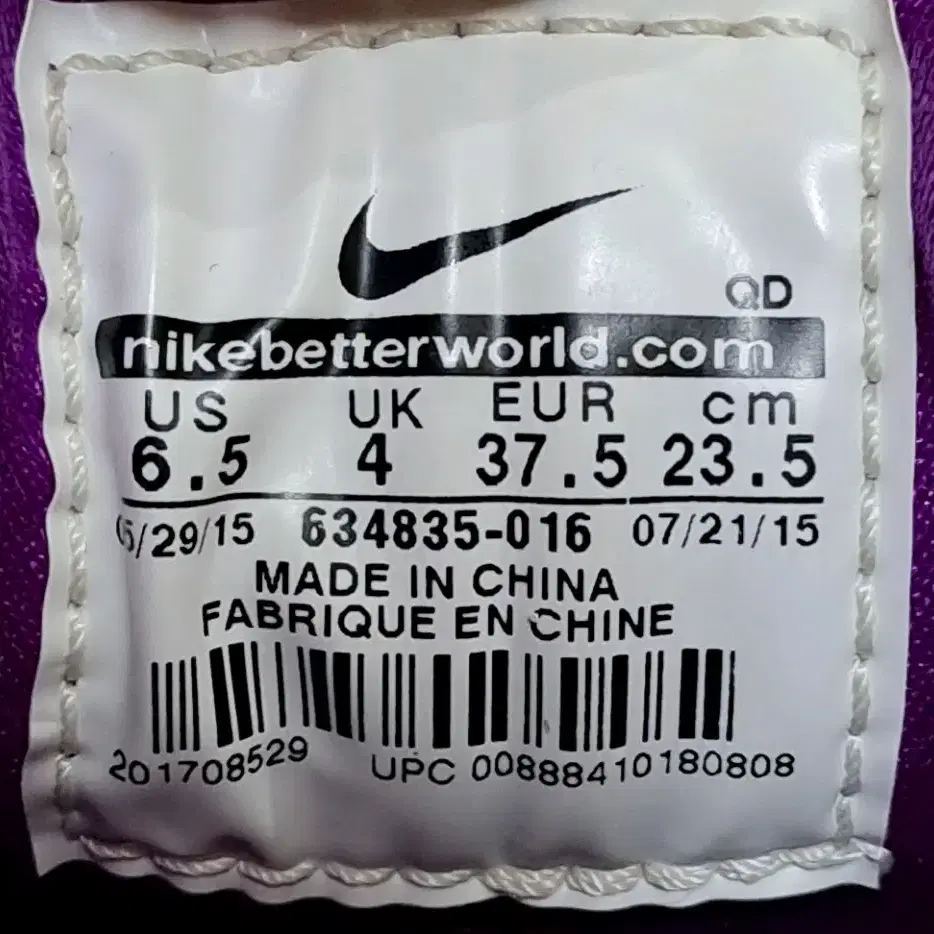 QD
nikebetterworld.com
US UK EUR cm
6.5 4 37.5 23.5
05/29/15 634835-016 07/21/15
MADE IN CHINA
FABRIQUE EN CHINE
201708529 UPC 00888410180808